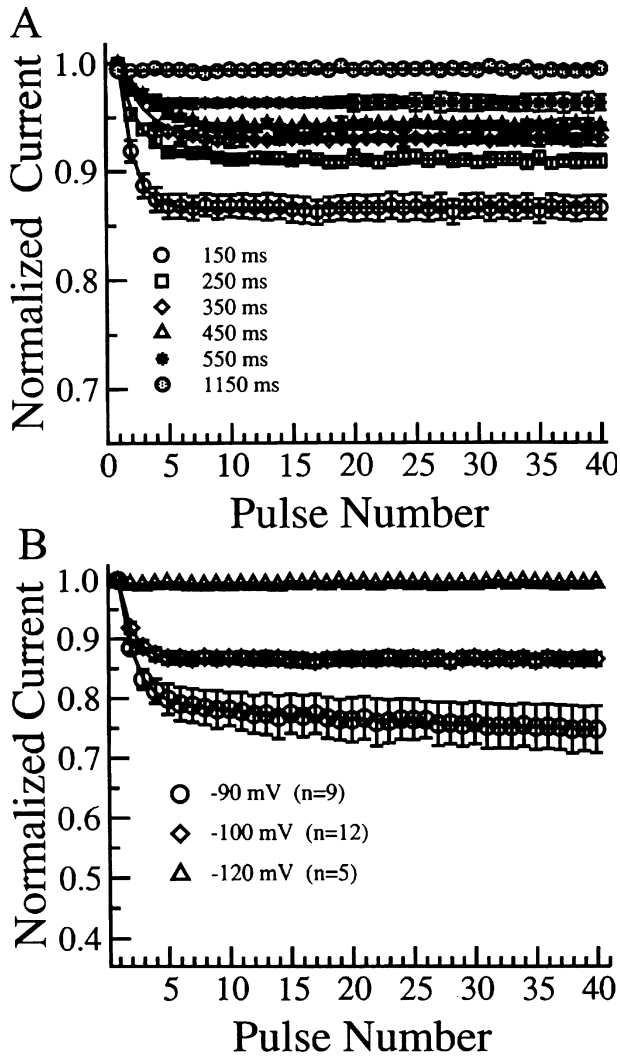 A
Normalized Current
1.0
0.9
0.8
0.7
150 ms
250 ms
350 ms
450 ms
550 ms
1150 ms
0 5 10 15 20 25 30 35 40
Pulse Number
B
Normalized Current
1.0
0.9
0.8
0.7
0.6
0.5
0.4
-90 mV (n=9)
-100 mV (n=12)
-120 mV (n=5)
5 10 15 20 25 30 35 40
Pulse Number